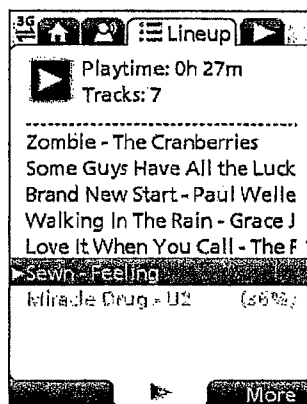 3G
Lineup
Playtime: 0h 27m
Tracks: 7
Zombie - The Cranberries
Some Guys Have All the Luck
Brand New Start - Paul Welle
Walking In The Rain - Grace J
Love It When You Call - The F
Sewn - Feeling
Miracle Drug - U2 (36%)
More